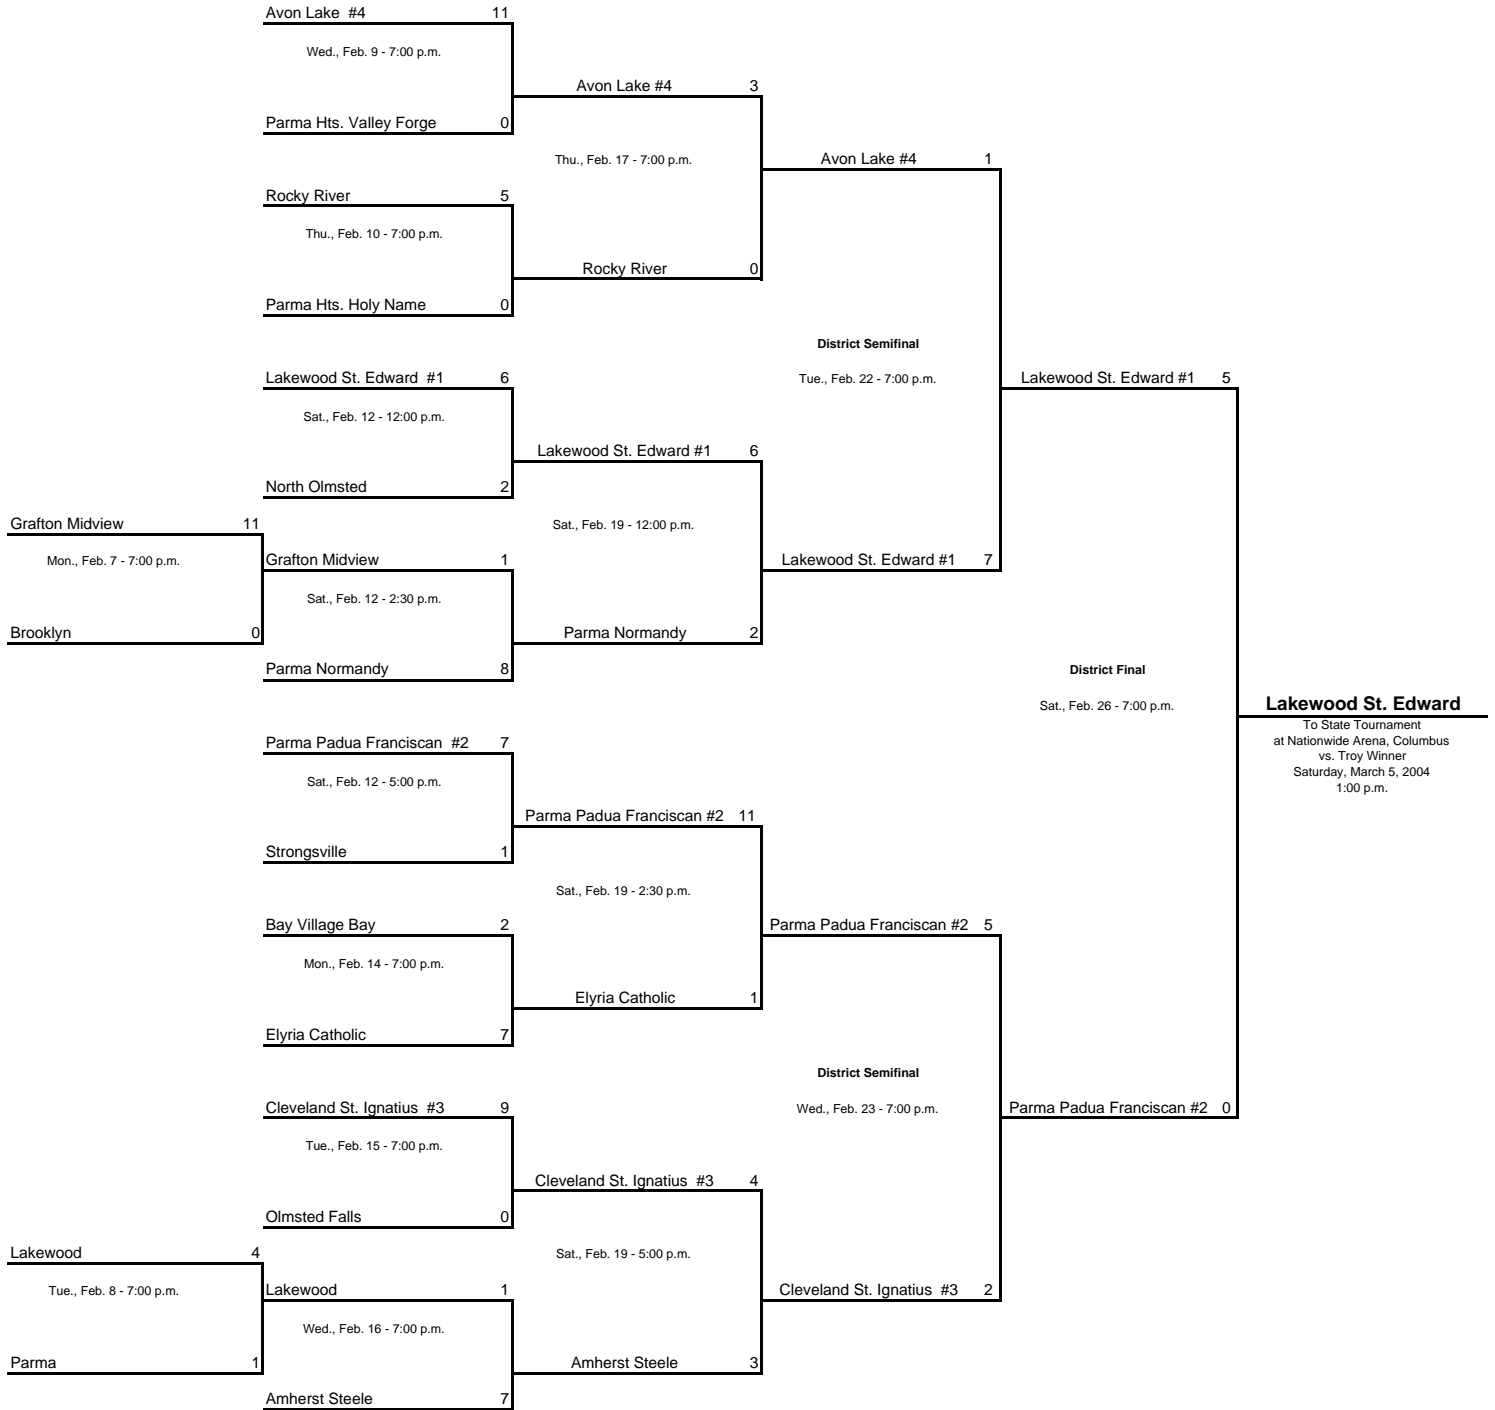 Avon Lake  #4 11
Wed., Feb. 9 - 7:00 p.m.
Avon Lake #4 3
Parma Hts. Valley Forge 0
Thu., Feb. 17 - 7:00 p.m.
Avon Lake #4 1
Rocky River 5
Thu., Feb. 10 - 7:00 p.m.
Rocky River 0
Parma Hts. Holy Name 0
District Semifinal
Lakewood St. Edward  #1 6
Tue., Feb. 22 - 7:00 p.m.
Lakewood St. Edward #1 5
Sat., Feb. 12 - 12:00 p.m.
Lakewood St. Edward #1 6
North Olmsted 2
Grafton Midview 11
Sat., Feb. 19 - 12:00 p.m.
Mon., Feb. 7 - 7:00 p.m.
Grafton Midview 1
Lakewood St. Edward #1 7
Sat., Feb. 12 - 2:30 p.m.
Brooklyn 0
Parma Normandy 2
Parma Normandy 8
District Final
Sat., Feb. 26 - 7:00 p.m.
Lakewood St. Edward
To State Tournament
at Nationwide Arena, Columbus
vs. Troy Winner
Saturday, March 5, 2004
1:00 p.m.
Parma Padua Franciscan  #2 7
Sat., Feb. 12 - 5:00 p.m.
Parma Padua Franciscan #2 11
Strongsville 1
Sat., Feb. 19 - 2:30 p.m.
Bay Village Bay 2
Parma Padua Franciscan #2 5
Mon., Feb. 14 - 7:00 p.m.
Elyria Catholic 1
Elyria Catholic 7
District Semifinal
Cleveland St. Ignatius  #3 9
Wed., Feb. 23 - 7:00 p.m.
Parma Padua Franciscan #2 0
Tue., Feb. 15 - 7:00 p.m.
Cleveland St. Ignatius  #3 4
Olmsted Falls 0
Lakewood 4
Sat., Feb. 19 - 5:00 p.m.
Tue., Feb. 8 - 7:00 p.m.
Lakewood 1
Cleveland St. Ignatius  #3 2
Wed., Feb. 16 - 7:00 p.m.
Parma 1
Amherst Steele 3
Amherst Steele 7